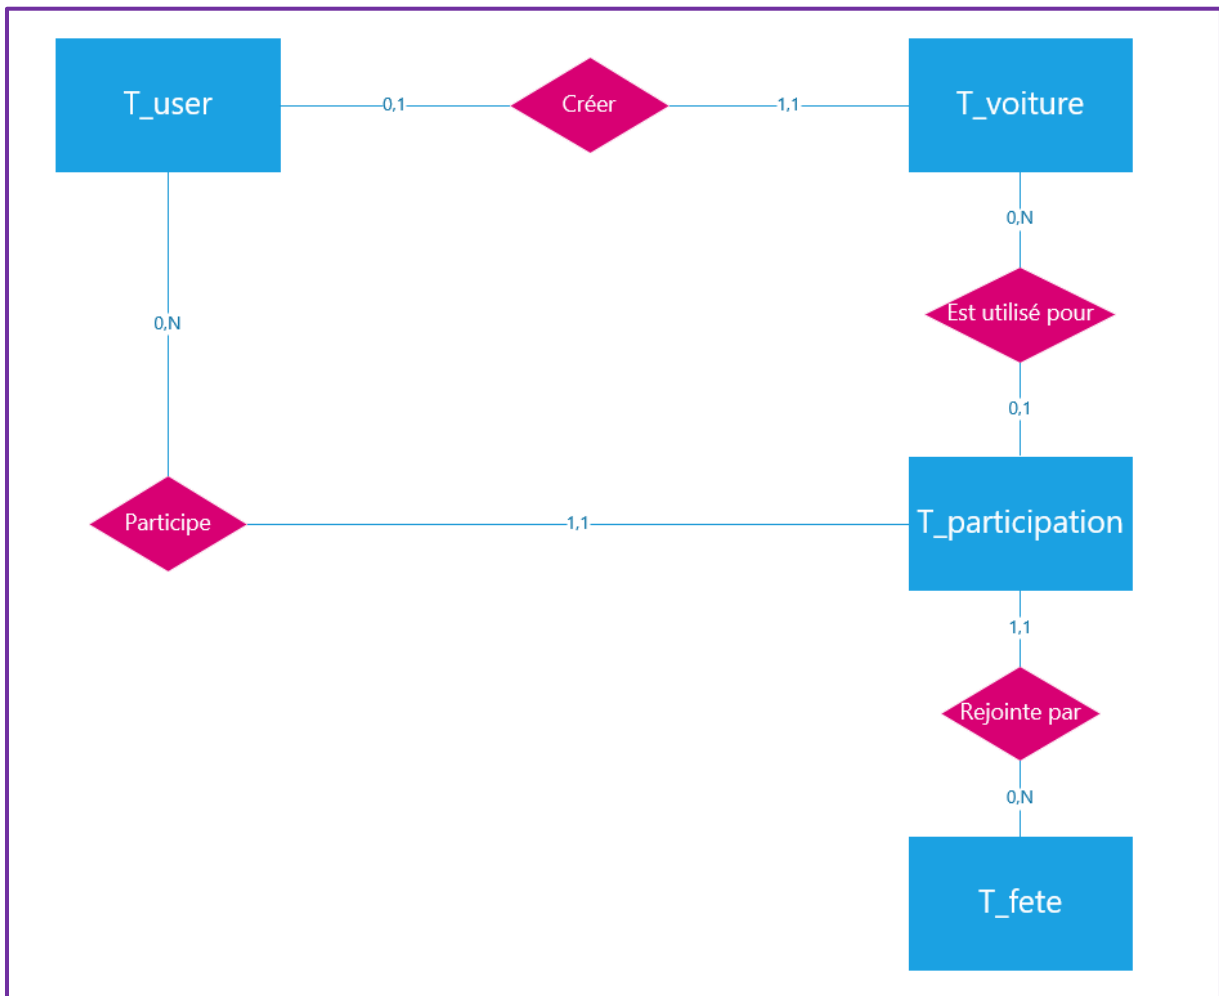 T_user
0,1
Créer
1,1
T_voiture
0,N
Est utilisé pour
0,1
0,N
Participe
1,1
T_participation
1,1
Rejointe par
0,N
T_fete